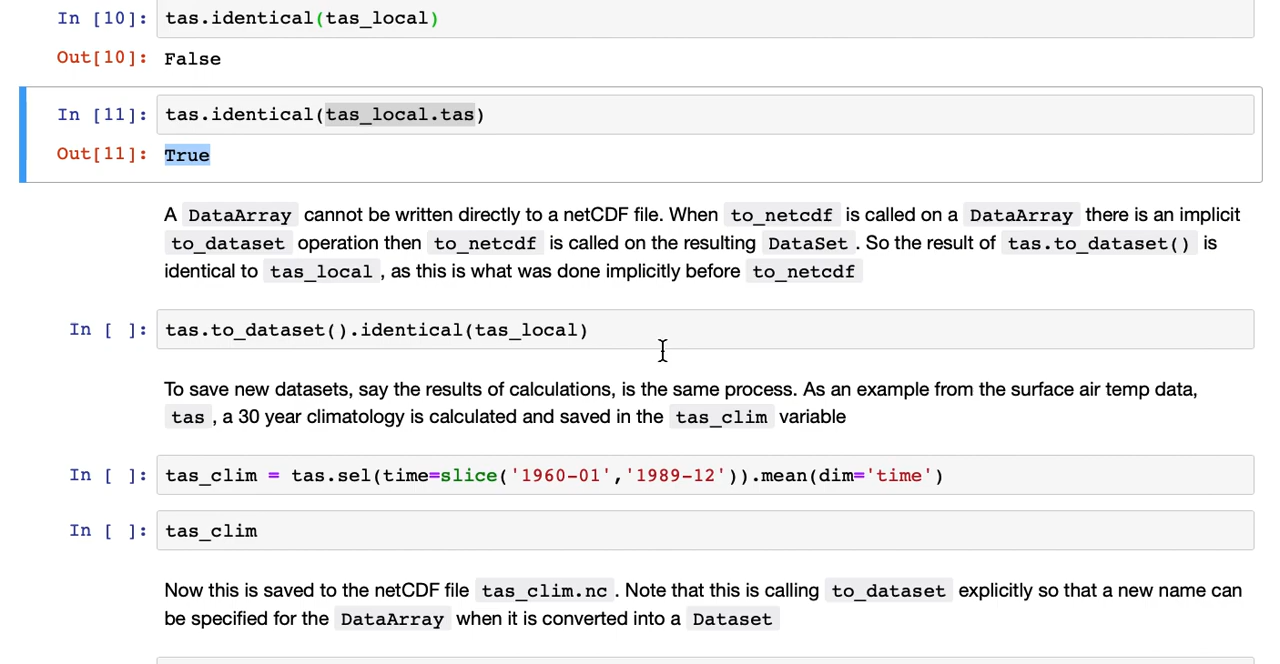 In [10]: tas.identical(tas_local)
Out[10]: False
In [11]: tas.identical(tas_local.tas)
Out[11]: True
A DataArray cannot be written directly to a netCDF file. When to_netcdf is called on a DataArray there is an implicit
to_dataset operation then to_netcdf is called on the resulting DataSet . So the result of tas.to_dataset() is
identical to tas_local , as this is what was done implicitly before to_netcdf
In [ ]: tas.to_dataset().identical(tas_local)
To save new datasets, say the results of calculations, is the same process. As an example from the surface air temp data,
tas , a 30 year climatology is calculated and saved in the tas_clim variable
In [ ]: tas_clim = tas.sel(time=slice('1960-01','1989-12')).mean(dim='time')
In [ ]: tas_clim
Now this is saved to the netCDF file tas_clim.nc . Note that this is calling to_dataset explicitly so that a new name can
be specified for the DataArray when it is converted into a Dataset